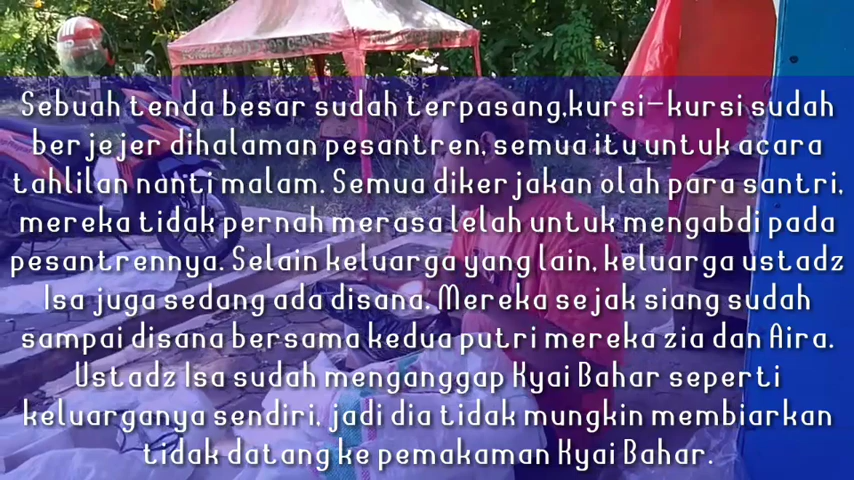 Sebuah tenda besar sudah terpasang,kursi-kursi sudah
berjejer dihalaman pesantren, semua itu untuk acara
tahlilan nanti malam. Semua dikerjakan olah para santri,
mereka tidak pernah merasa lelah untuk mengabdi pada
pesantrennya. Selain keluarga yang lain, keluarga ustadz
Isa juga sedang ada disana. Mereka sejak siang sudah
sampai disana bersama kedua putri mereka zia dan Aira.
Ustadz Isa sudah menganggap Kyai Bahar seperti
keluarganya sendiri, jadi dia tidak mungkin membiarkan
tidak datang ke pemakaman Kyai Bahar.